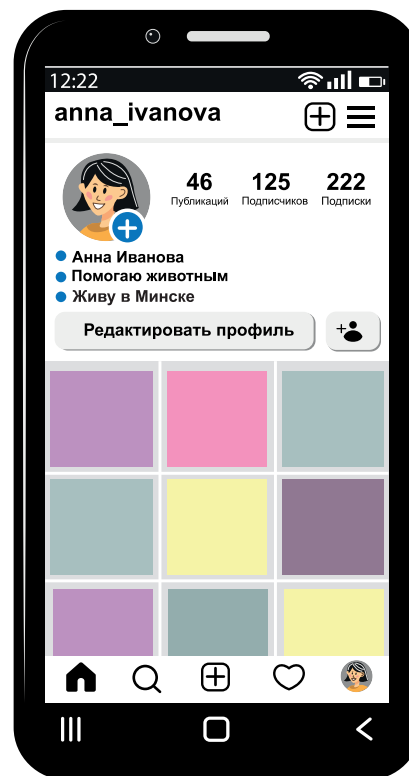 12:22
anna_ivanova
46 125 222
Публикаций Подписчиков Подписки
Анна Иванова
Помогаю животным
Живу в Минске
Редактировать профиль